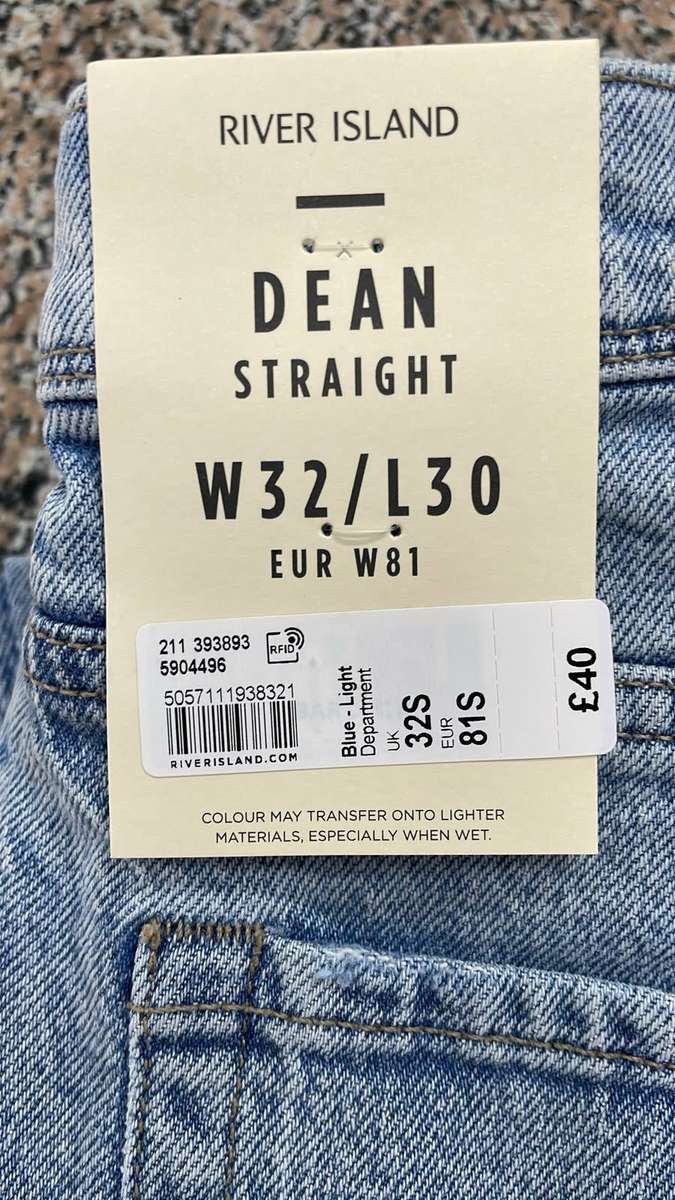 RIVER ISLAND
DEAN
STRAIGHT
W32/L30
EUR W81
211 393893
5904496
RFID
5057111938321
RIVERISLAND.COM
Blue - Light
Department
UK
32S
EUR
81S
£40
COLOUR MAY TRANSFER ONTO LIGHTER
MATERIALS, ESPECIALLY WHEN WET.